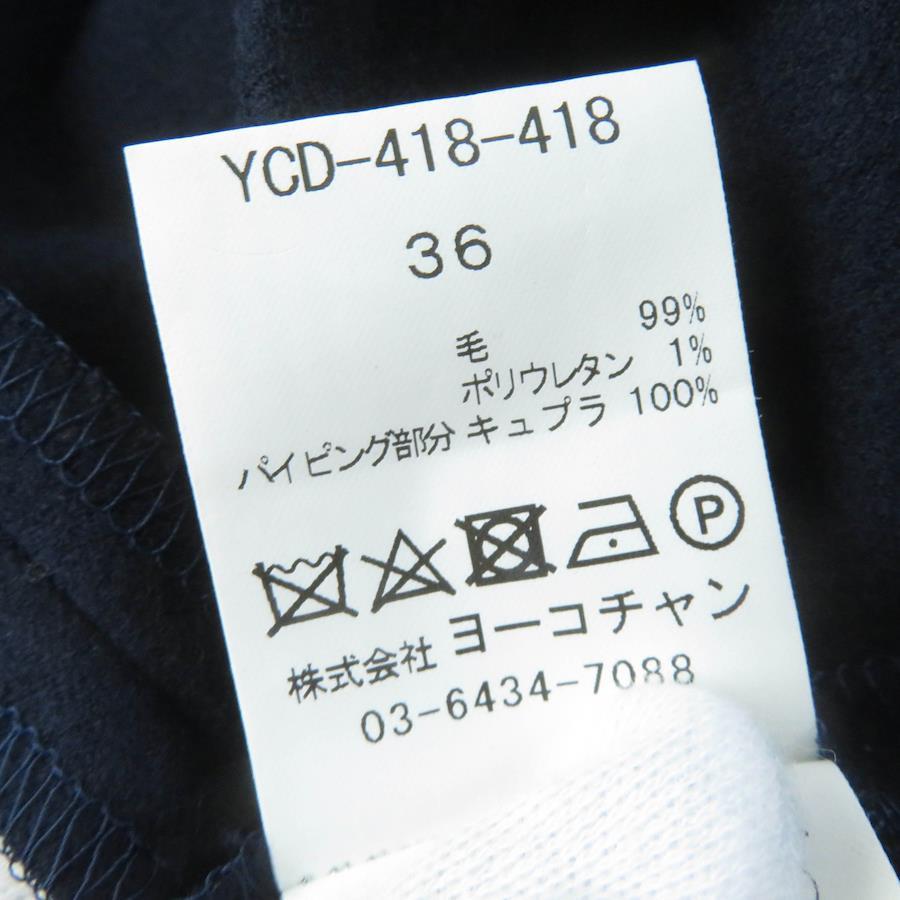 YCD-418-418
36
毛 99%
ポリウレタン 1%
パイピング部分 キュプラ 100%
P
株式会社 ヨーコチャン
03-6434-7088